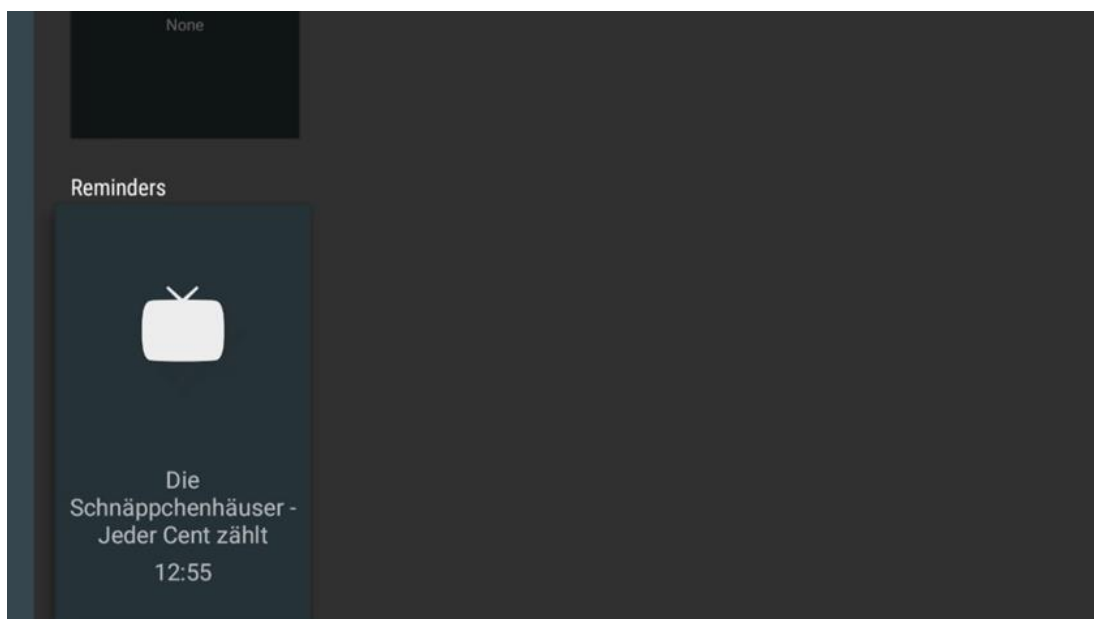 None
Reminders
Die
Schnäppchenhäuser -
Jeder Cent zählt
12:55